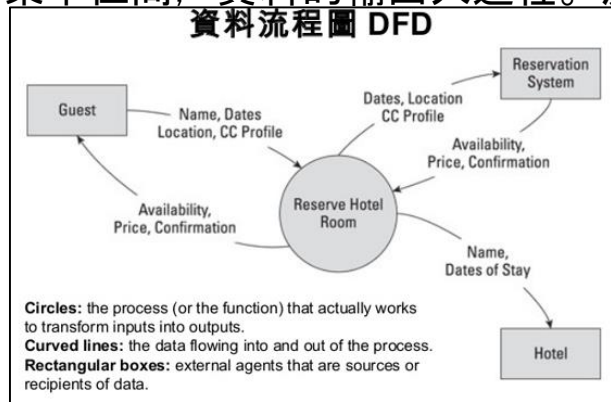 資料流程圖 DFD
Guest
Name, Dates
Location, CC Profile
Dates, Location
CC Profile
Reservation
System
Availability,
Price, Confirmation
Reserve Hotel
Room
Availability,
Price, Confirmation
Name,
Dates of Stay
Hotel
Circles: the process (or the function) that actually works
to transform inputs into outputs.
Curved lines: the data flowing into and out of the process.
Rectangular boxes: external agents that are sources or
recipients of data.